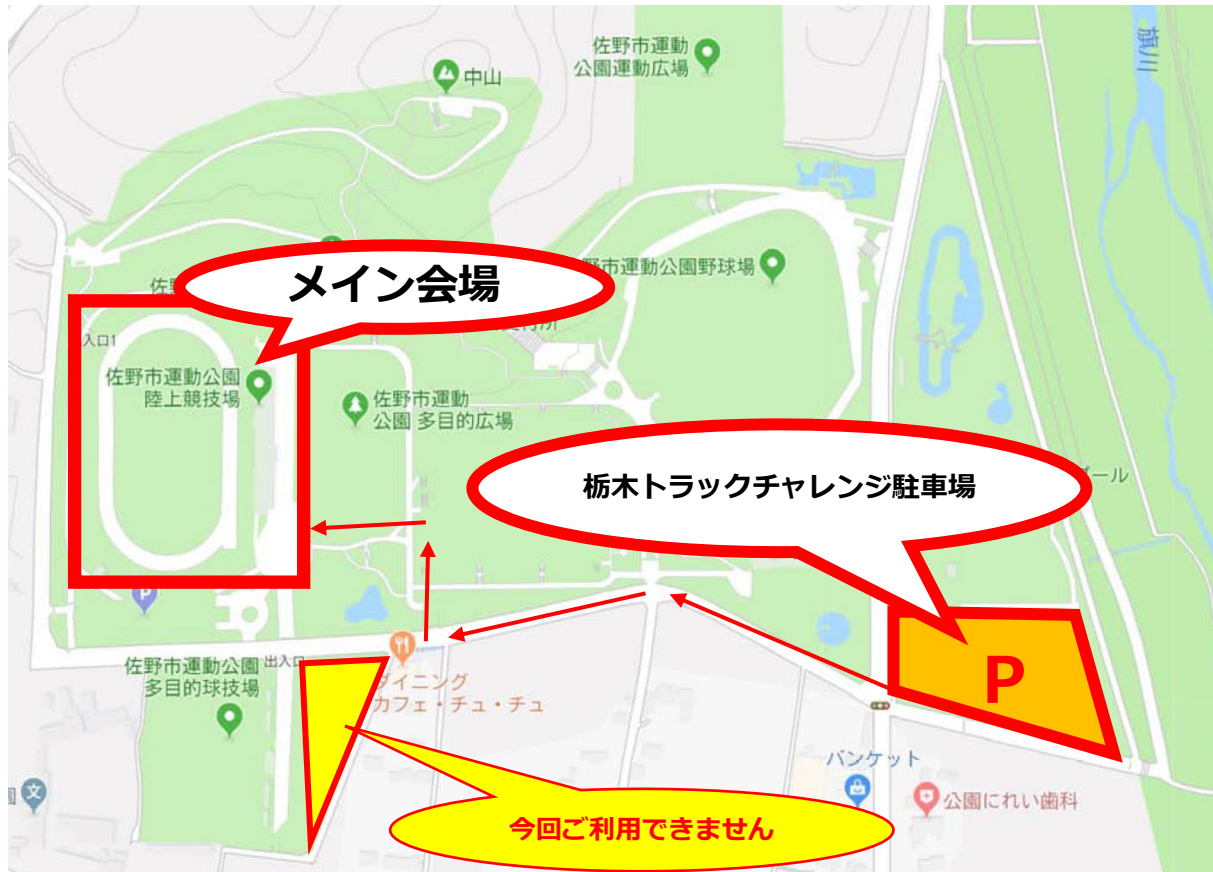 佐野市運動
公園運動広場
旗川
中山
メイン会場
野市運動公園野球場
入口1
佐野市運動公園
陸上競技場
佐野市運動
公園 多目的広場
栃木トラックチャレンジ駐車場
ール
P
P
佐野市運動公園
多目的球技場
出入口
ダイニング
カフェ・チュ・チュ
バンケット
公園にれい歯科
文
今回ご利用できません